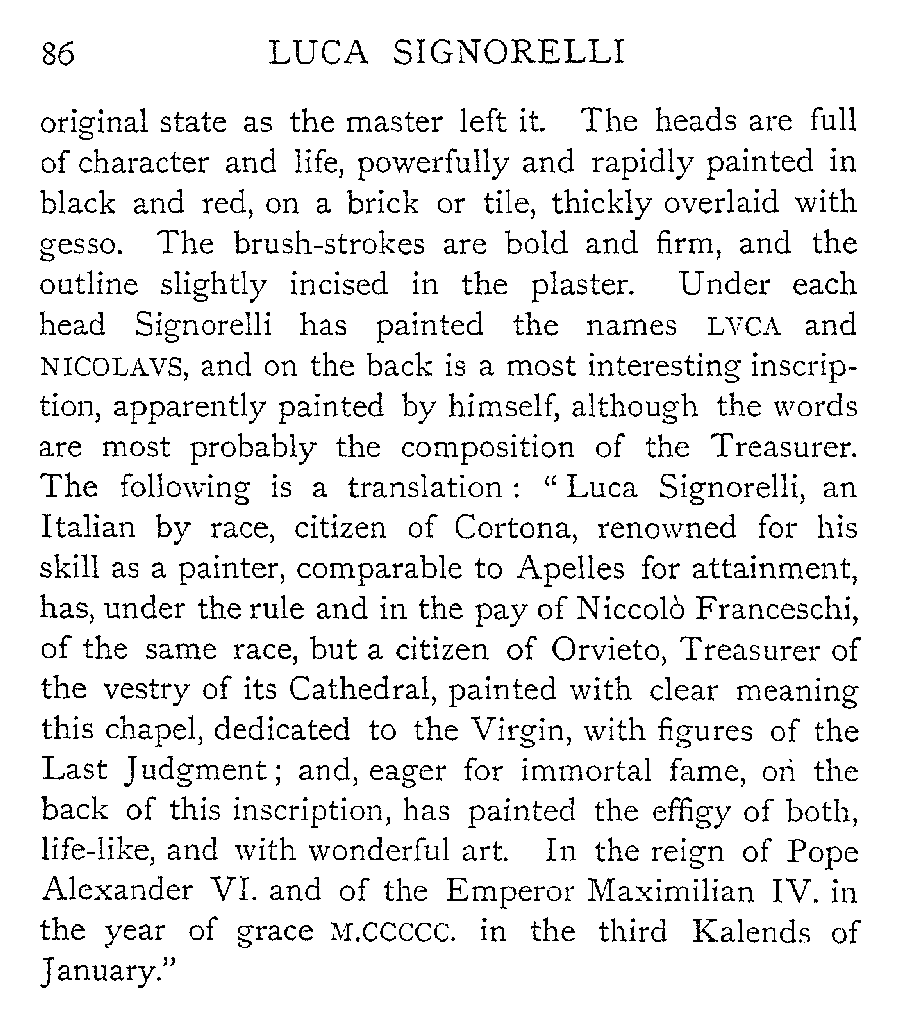 86 LUCA SIGNORELLI
original state as the master left it. The heads are full
of character and life, powerfully and rapidly painted in
black and red, on a brick or tile, thickly overlaid with
gesso. The brush-strokes are bold and firm, and the
outline slightly incised in the plaster. Under each
head Signorelli has painted the names LVCA and
NICOLAVS, and on the back is a most interesting inscrip-
tion, apparently painted by himself, although the words
are most probably the composition of the Treasurer.
The following is a translation : “ Luca Signorelli, an
Italian by race, citizen of Cortona, renowned for his
skill as a painter, comparable to Apelles for attainment,
has, under the rule and in the pay of Niccolò Franceschi,
of the same race, but a citizen of Orvieto, Treasurer of
the vestry of its Cathedral, painted with clear meaning
this chapel, dedicated to the Virgin, with figures of the
Last Judgment ; and, eager for immortal fame, on the
back of this inscription, has painted the effigy of both,
life-like, and with wonderful art. In the reign of Pope
Alexander VI. and of the Emperor Maximilian IV. in
the year of grace M.CCCCC. in the third Kalends of
January.”